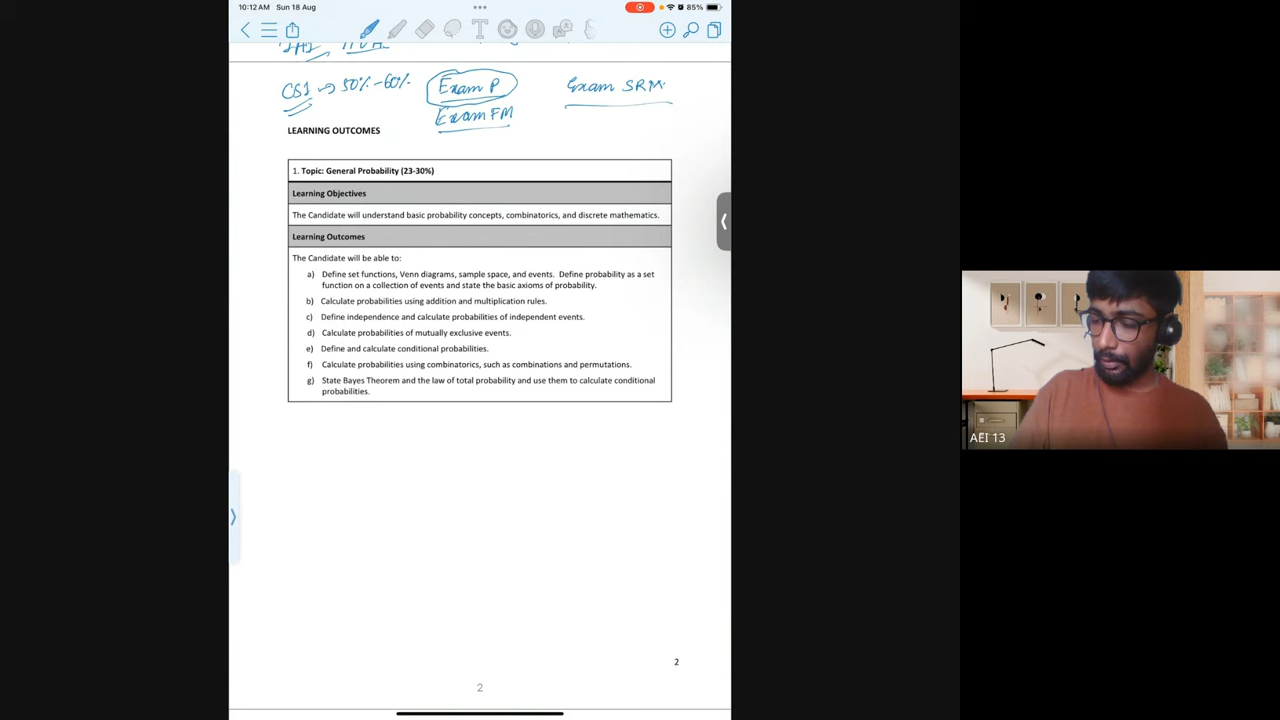 10:12 AM Sun 18 Aug
85%
CS1 → 50% - 60% Exam P Exam SRM
Exam FM
LEARNING OUTCOMES
1. Topic: General Probability (23-30%)
Learning Objectives
The Candidate will understand basic probability concepts, combinatorics, and discrete mathematics.
Learning Outcomes
The Candidate will be able to:
a) Define set functions, Venn diagrams, sample space, and events. Define probability as a set
function on a collection of events and state the basic axioms of probability.
b) Calculate probabilities using addition and multiplication rules.
c) Define independence and calculate probabilities of independent events.
d) Calculate probabilities of mutually exclusive events.
e) Define and calculate conditional probabilities.
f) Calculate probabilities using combinatorics, such as combinations and permutations.
g) State Bayes Theorem and the law of total probability and use them to calculate conditional
probabilities.
2
2
AEI 13